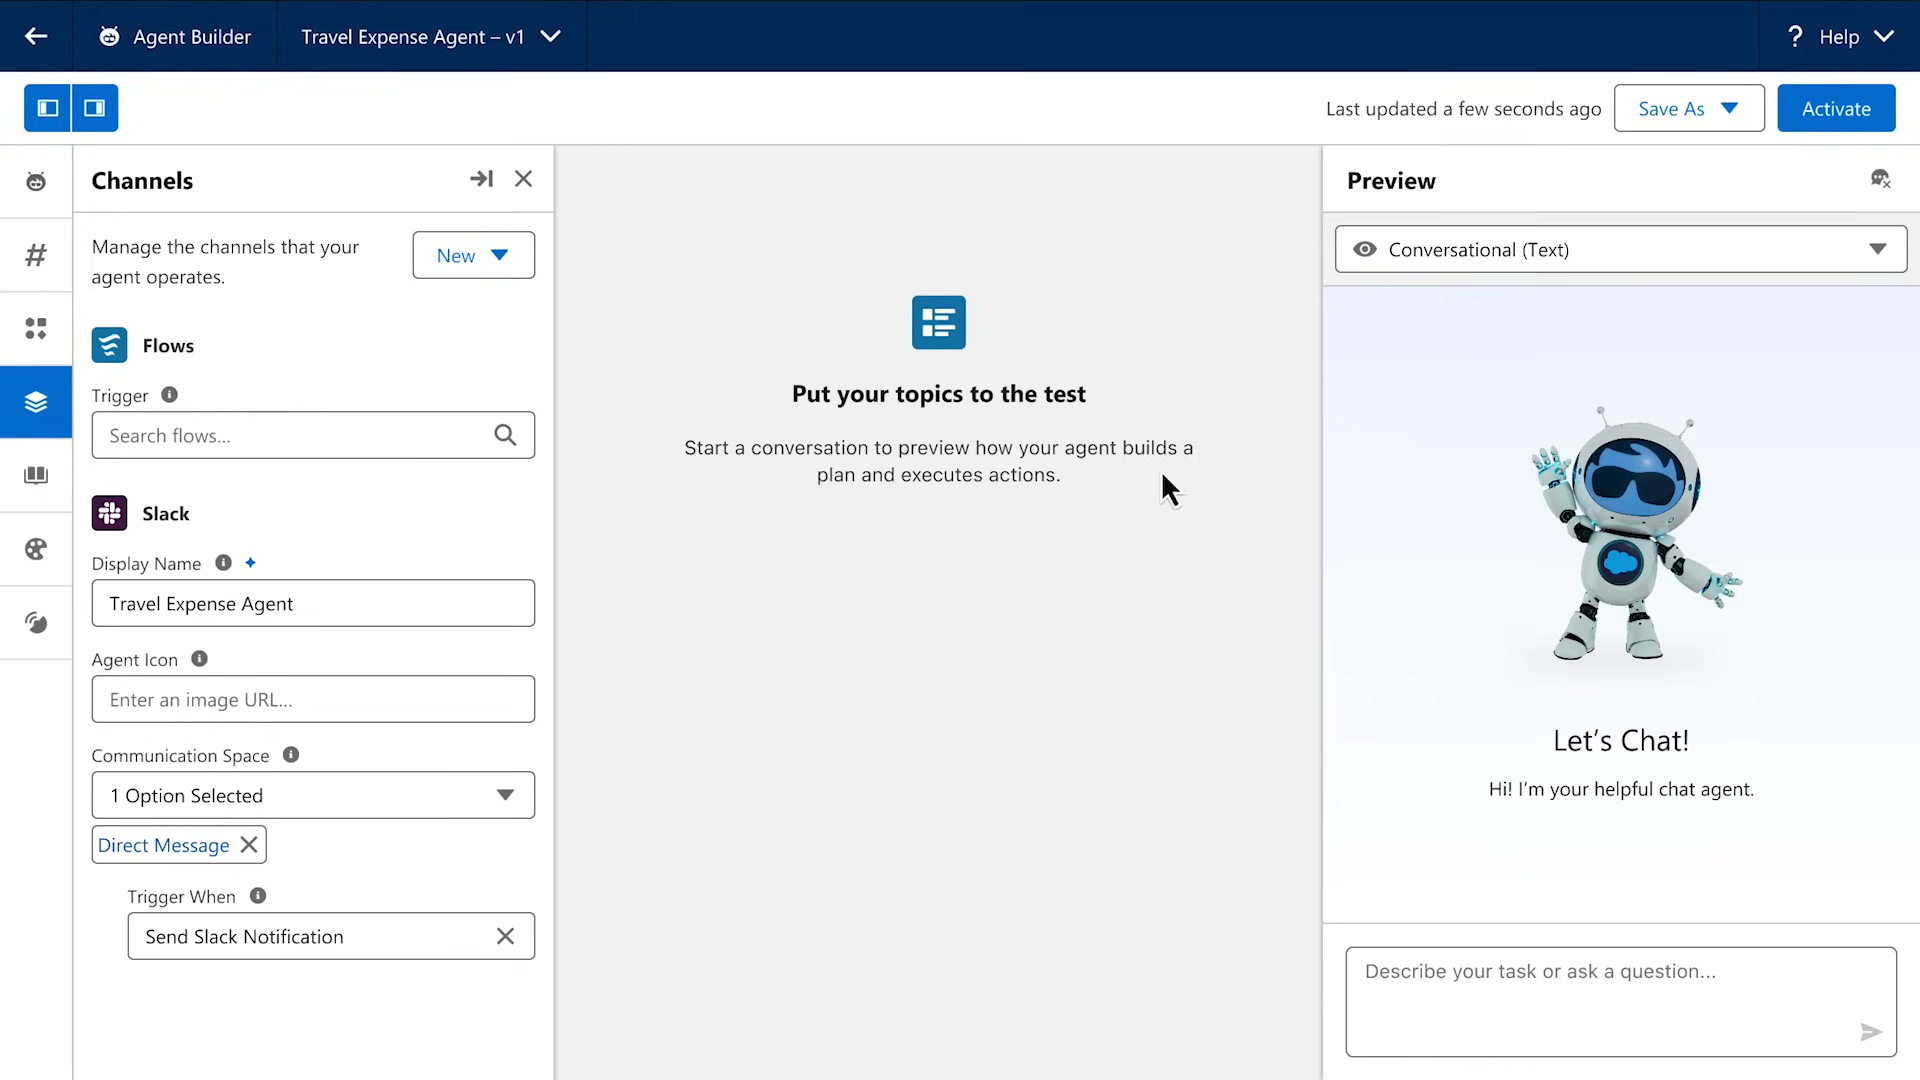 Agent Builder
Travel Expense Agent – v1
? Help
Last updated a few seconds ago
Save As
Activate
Channels
Manage the channels that your
agent operates.
New
Flows
Trigger
Search flows...
Slack
Display Name
Travel Expense Agent
Agent Icon
Enter an image URL...
Communication Space
1 Option Selected
Direct Message
Trigger When
Send Slack Notification
Put your topics to the test
Start a conversation to preview how your agent builds a
plan and executes actions.
Preview
Conversational (Text)
Let’s Chat!
Hi! I’m your helpful chat agent.
Describe your task or ask a question...